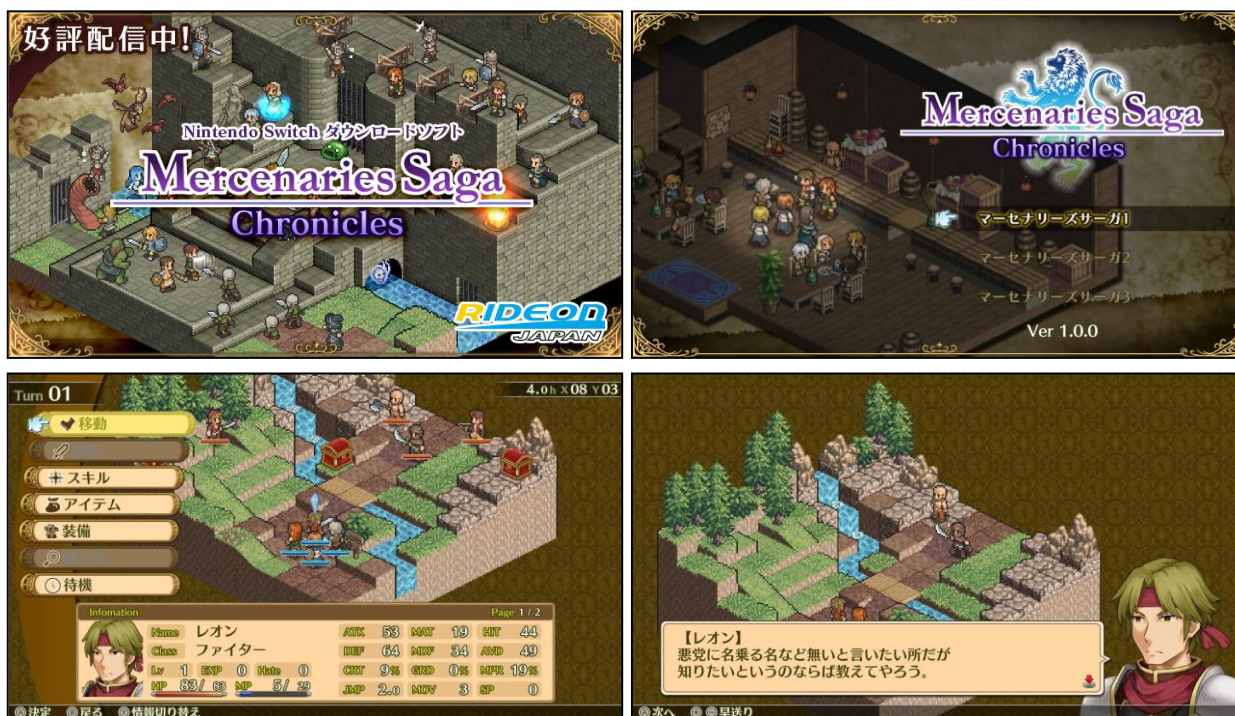 好評配信中!
Nintendo Switch ダウンロードソフト
Mercenaries Saga
Chronicles
RIDEON
JAPAN
Mercenaries Saga
Chronicles
マーセナリーズサーガ1
マーセナリーズサーガ2
マーセナリーズサーガ3
Ver 1.0.0
Turn 01
4.0h X08 Y03
移動
スキル
アイテム
装備
待機
Infomation Page 1 / 2
Name レオン ATK 53 MAT 19 HIT 44
Class ファイター DEF 64 MDF 34 AVD 49
Lv 1 EXP 0 Hate 0 CRT 9% GRD 0% MPR 19%
HP 83/ 83 MP 5/ 29 JMP 2.0 MOV 3 SP 0
Ⓐ決定 Ⓑ戻る Ⓨ情報切り替え
【レオン】
悪党に名乗る名など無いと言いたい所だが
知りたいというのならば教えてやろう。
Ⓐ次へ ⊕⊖早送り